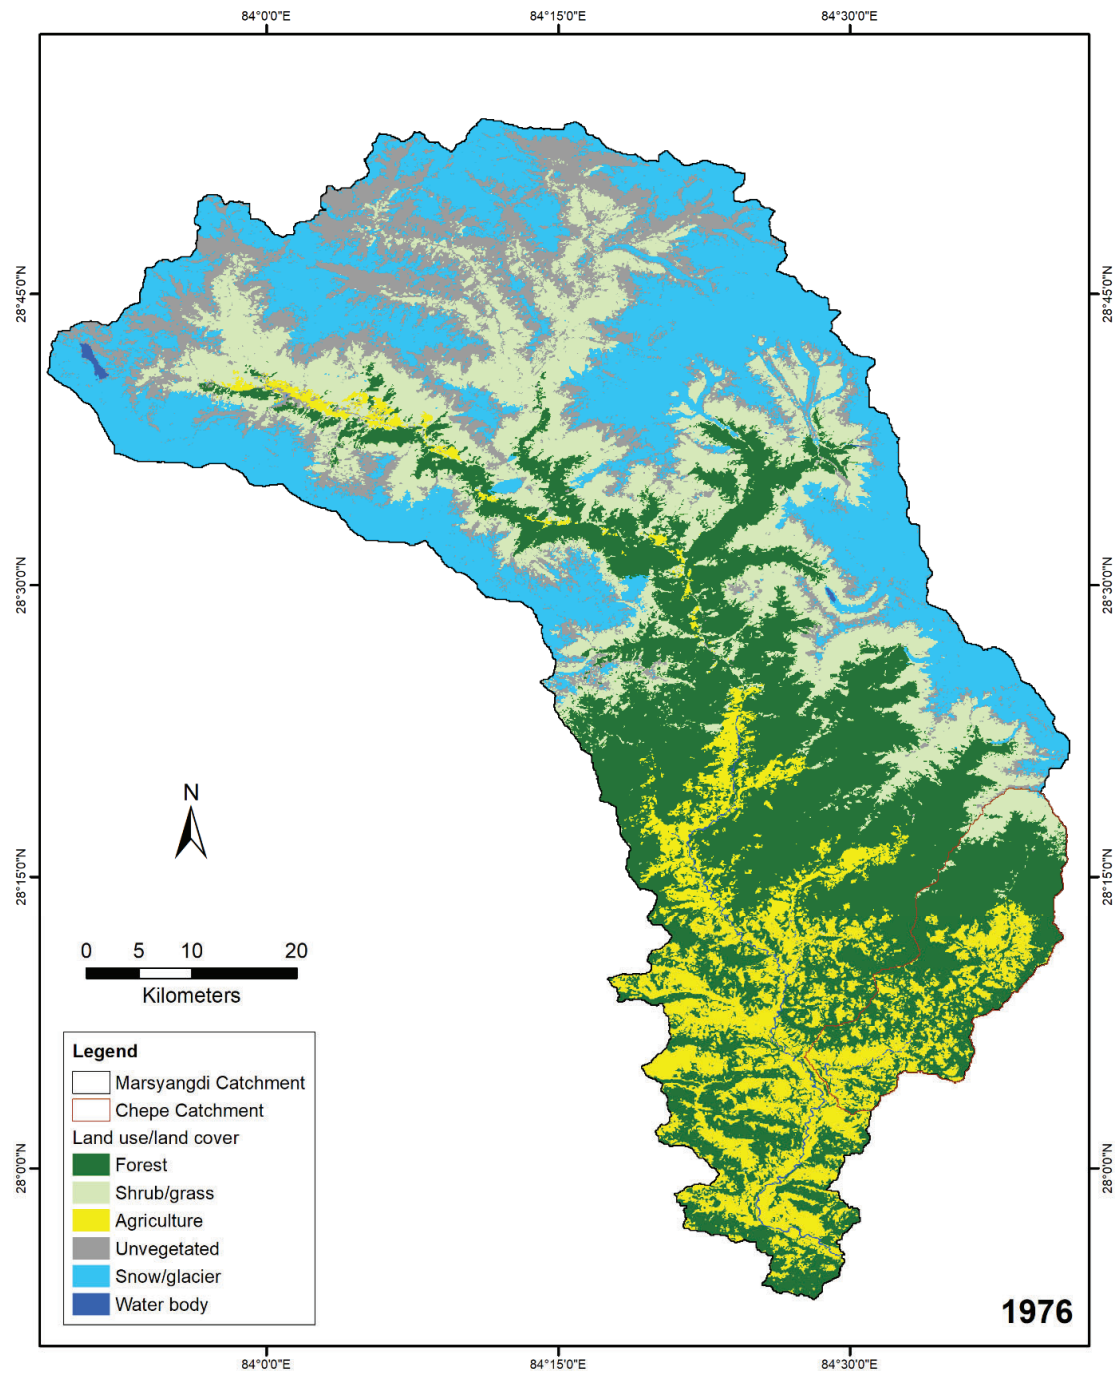 84°0'0"E 84°15'0"E 84°30'0"E
28°45'0"N 28°45'0"N
28°30'0"N 28°30'0"N
N
28°15'0"N 28°15'0"N
0 5 10 20
Kilometers
Legend
Marsyangdi Catchment
Chepe Catchment
Land use/land cover
Forest
28°0'0"N 28°0'0"N
Shrub/grass
Agriculture
Unvegetated
Snow/glacier
Water body
1976
84°0'0"E 84°15'0"E 84°30'0"E